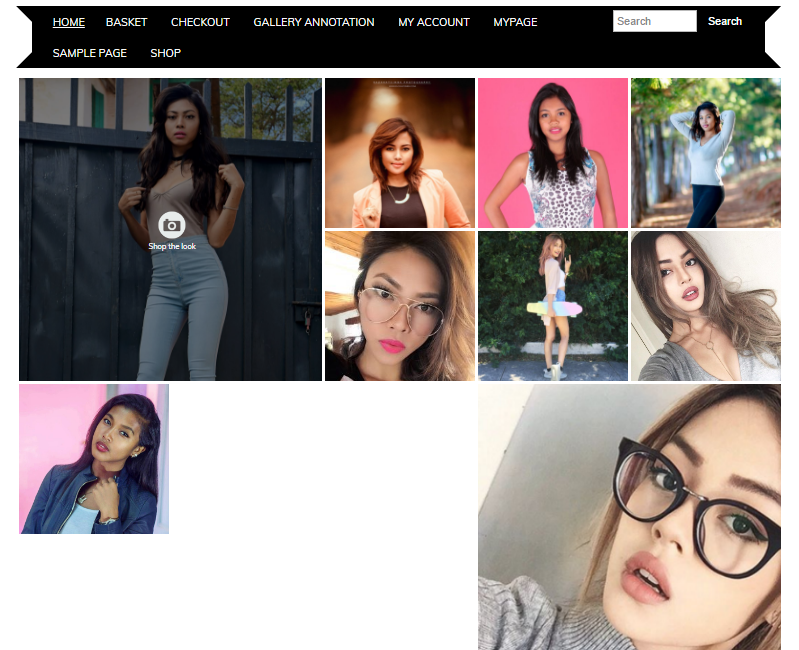 HOME BASKET CHECKOUT GALLERY ANNOTATION MY ACCOUNT MYPAGE Search Search
SAMPLE PAGE SHOP
Shop the look